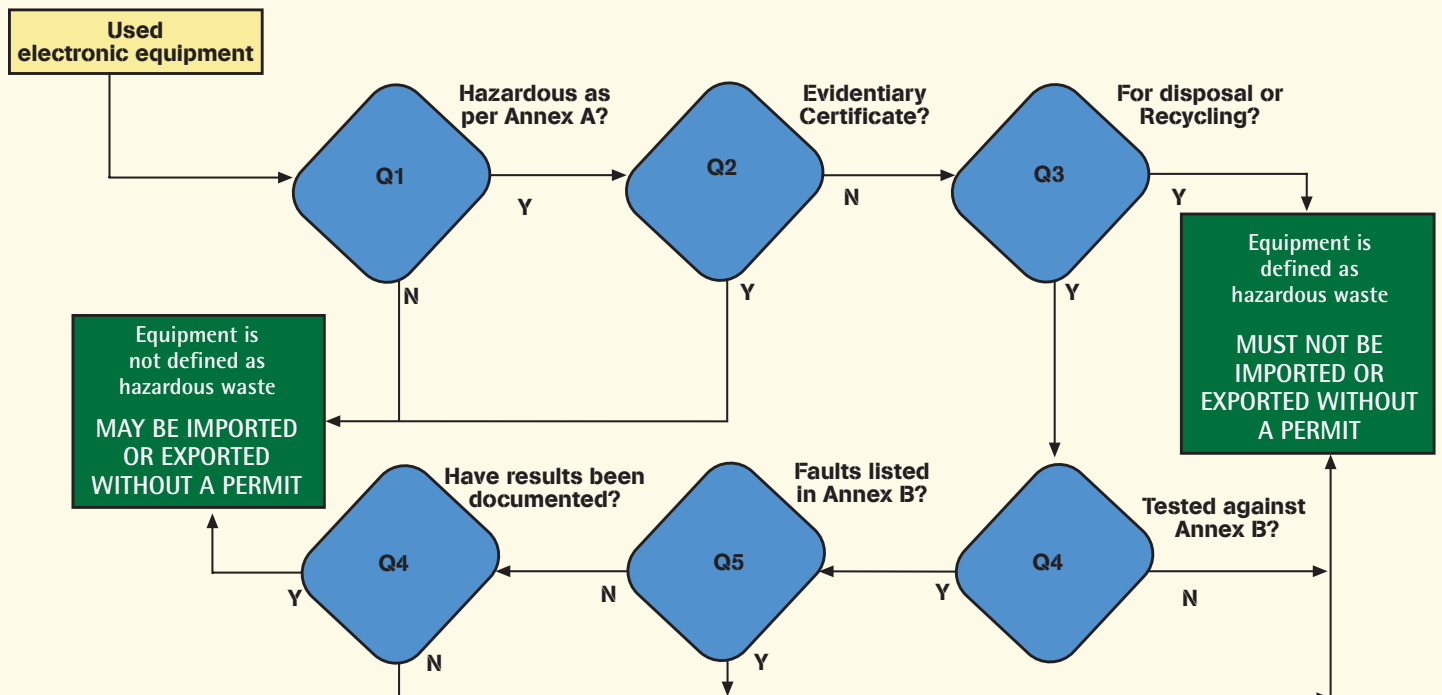 Used
electronic equipment
Hazardous as
per Annex A?
Evidentiary
Certificate?
For disposal or
Recycling?
Q1
Q2
Q3
Y
N
Y
N
Y
Y
Equipment is
defined as
hazardous waste
MUST NOT BE
IMPORTED OR
EXPORTED WITHOUT
A PERMIT
Equipment is
not defined as
hazardous waste
MAY BE IMPORTED
OR EXPORTED
WITHOUT A PERMIT
Have results been
documented?
Faults listed
in Annex B?
Tested against
Annex B?
Q4
Q5
Q4
Y
N
Y
N
N
Y